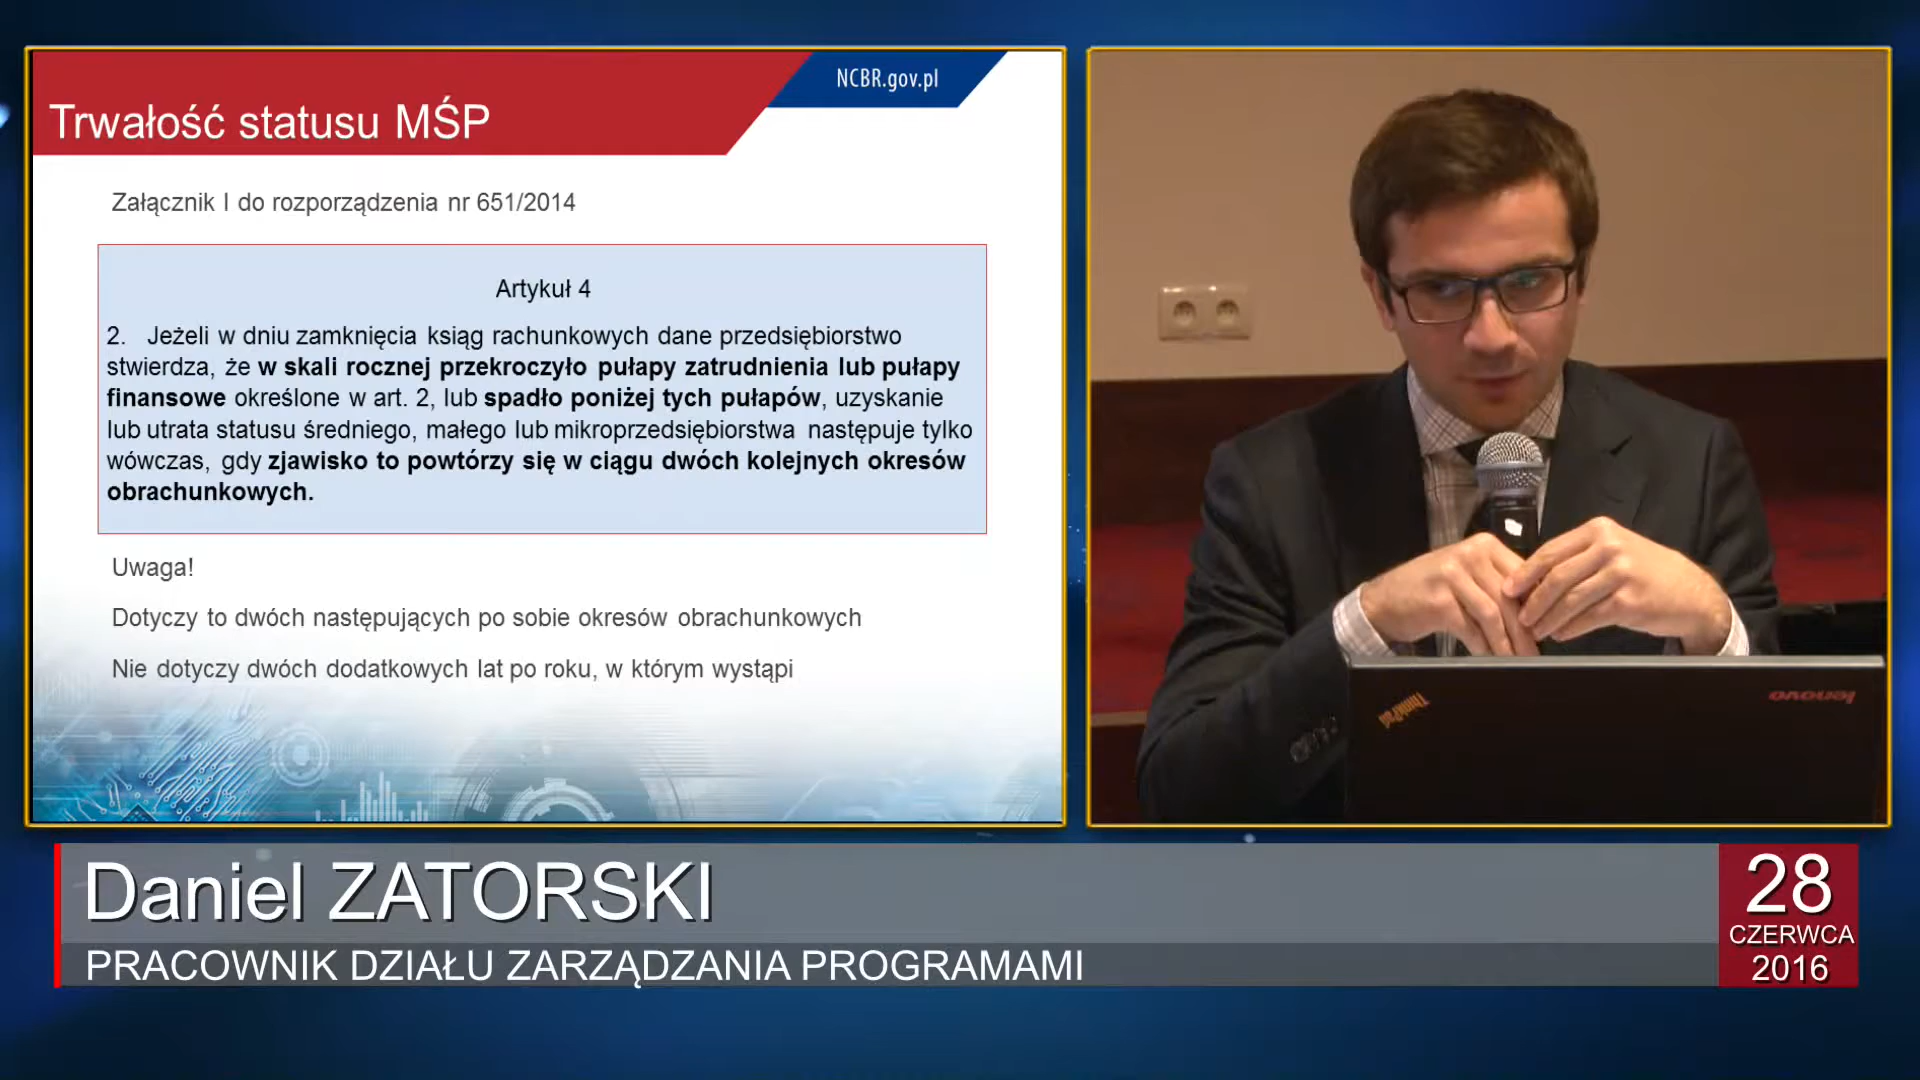 NCBR.gov.pl
Trwałość statusu MŚP
Załącznik I do rozporządzenia nr 651/2014
Artykuł 4
2. Jeżeli w dniu zamknięcia ksiąg rachunkowych dane przedsiębiorstwo
stwierdza, że w skali rocznej przekroczyło pułapy zatrudnienia lub pułapy
finansowe określone w art. 2, lub spadło poniżej tych pułapów, uzyskanie
lub utrata statusu średniego, małego lub mikroprzedsiębiorstwa następuje tylko
wówczas, gdy zjawisko to powtórzy się w ciągu dwóch kolejnych okresów
obrachunkowych.
Uwaga!
Dotyczy to dwóch następujących po sobie okresów obrachunkowych
Nie dotyczy dwóch dodatkowych lat po roku, w którym wystąpi
ThinkPad
lenovo
Daniel ZATORSKI
PRACOWNIK DZIAŁU ZARZĄDZANIA PROGRAMAMI
28
CZERWCA
2016